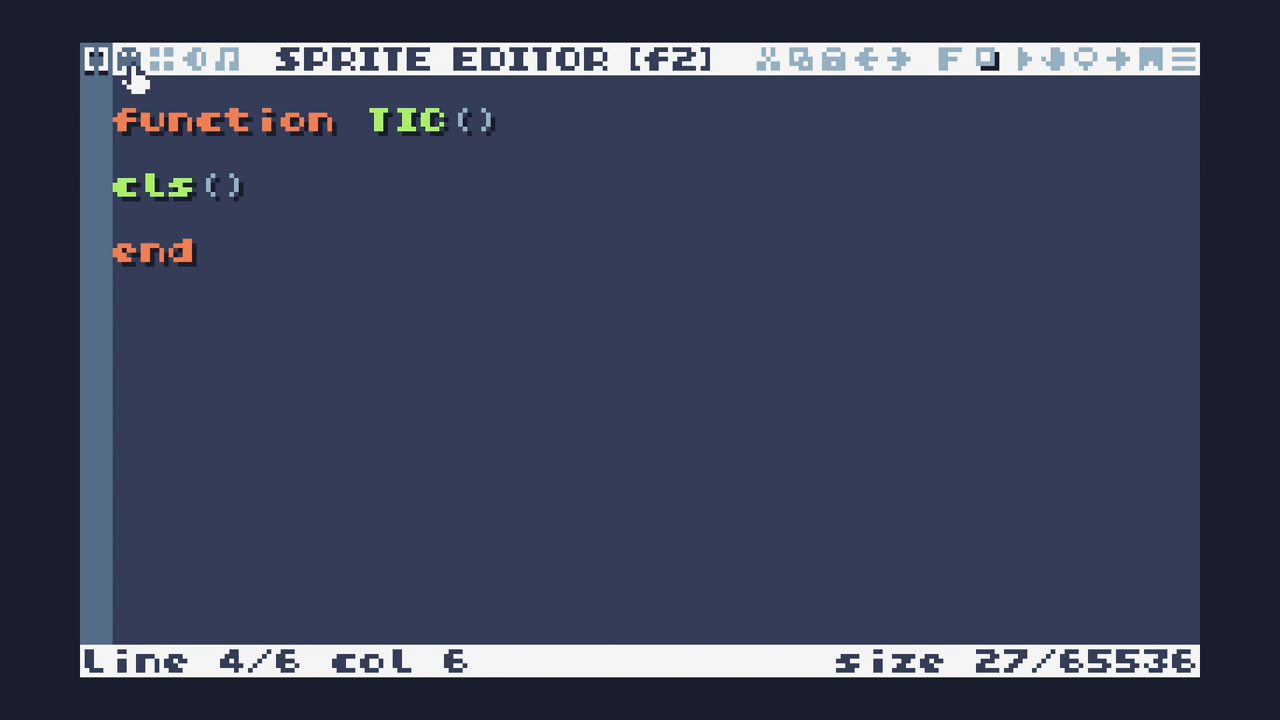 SPRITE EDITOR [f2]
function TIC()
cls()
end
line 4/6 col 6
size 27/65536